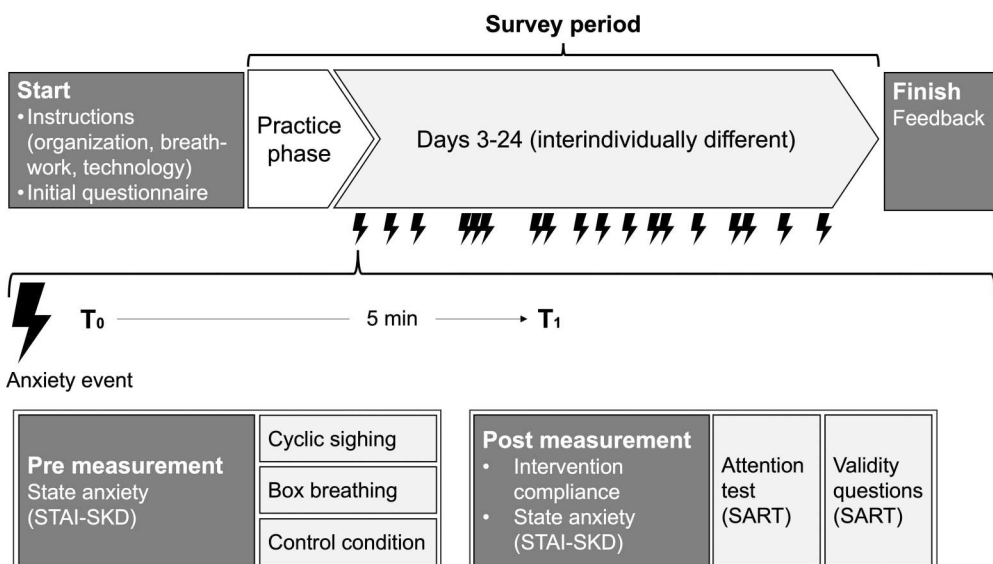 Survey period
Start
• Instructions
(organization, breath-
work, technology)
• Initial questionnaire
Practice
phase
Days 3-24 (interindividually different)
Finish
Feedback
T₀
5 min
T₁
Anxiety event
Pre measurement
State anxiety
(STAI-SKD)
Cyclic sighing
Box breathing
Control condition
Post measurement
• Intervention
compliance
• State anxiety
(STAI-SKD)
Attention
test
(SART)
Validity
questions
(SART)